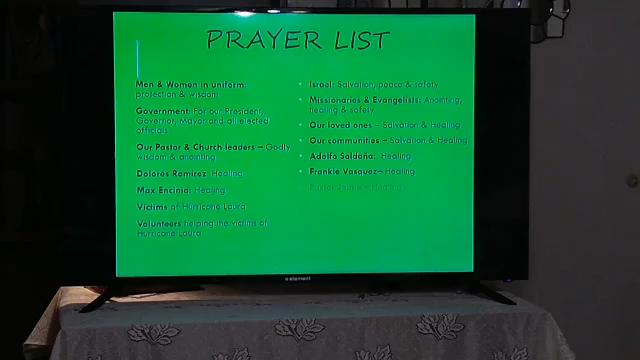 PRAYER LIST
Men & Women in uniform:
protection & wisdom
Government: For our President,
Governor, Mayor and all elected
officials
Our Pastor & Church leaders – Godly
wisdom & anointing
Dolores Ramirez: Healing
Max Encinia: Healing
Victims of Hurricane Laura
Volunteers helping the victims of
Hurricane Laura
• Israel: Salvation, peace & safety
• Missionaries & Evangelists: Anointing,
healing & safety
• Our loved ones – Salvation & Healing
• Our communities – Salvation & Healing
• Adolfo Saldaña: Healing
• Frankie Vasquez– Healing
Pastor – Healing
element